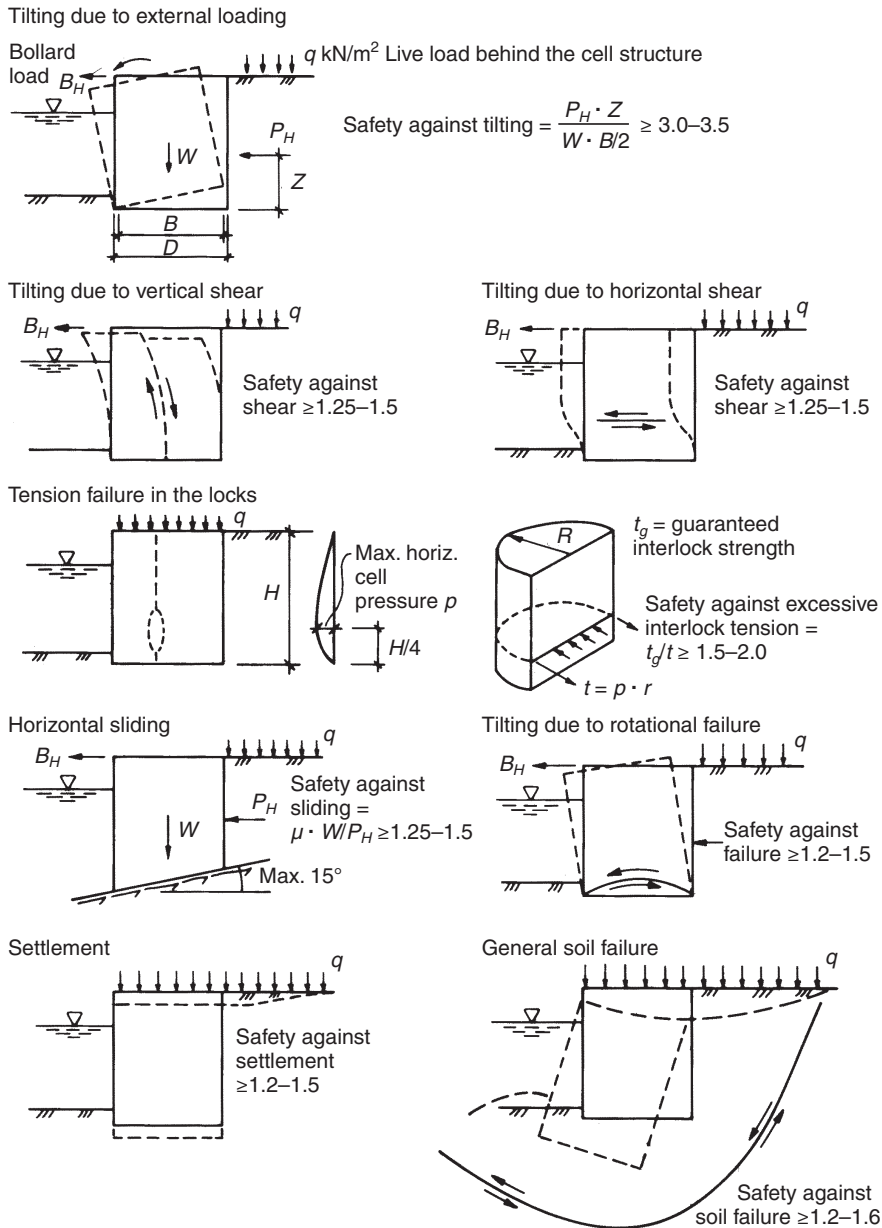 Tilting due to external loading
Bollard
load
B_H
q kN/m² Live load behind the cell structure
Safety against tilting = P_H · Z / W · B/2 ≥ 3.0–3.5
P_H
W
Z
B
D
Tilting due to vertical shear
B_H
q
Safety against
shear ≥1.25–1.5
Tilting due to horizontal shear
B_H
q
Safety against
shear ≥1.25–1.5
Tension failure in the locks
q
H
Max. horiz.
cell
pressure p
H/4
R
t_g = guaranteed
interlock strength
Safety against excessive
interlock tension =
t_g/t ≥ 1.5–2.0
t = p · r
Horizontal sliding
B_H
q
W
P_H
Safety against
sliding =
μ · W/P_H ≥1.25–1.5
Max. 15°
Tilting due to rotational failure
B_H
q
Safety against
failure ≥1.2–1.5
Settlement
q
Safety against
settlement
≥1.2–1.5
General soil failure
q
Safety against
soil failure ≥1.2–1.6